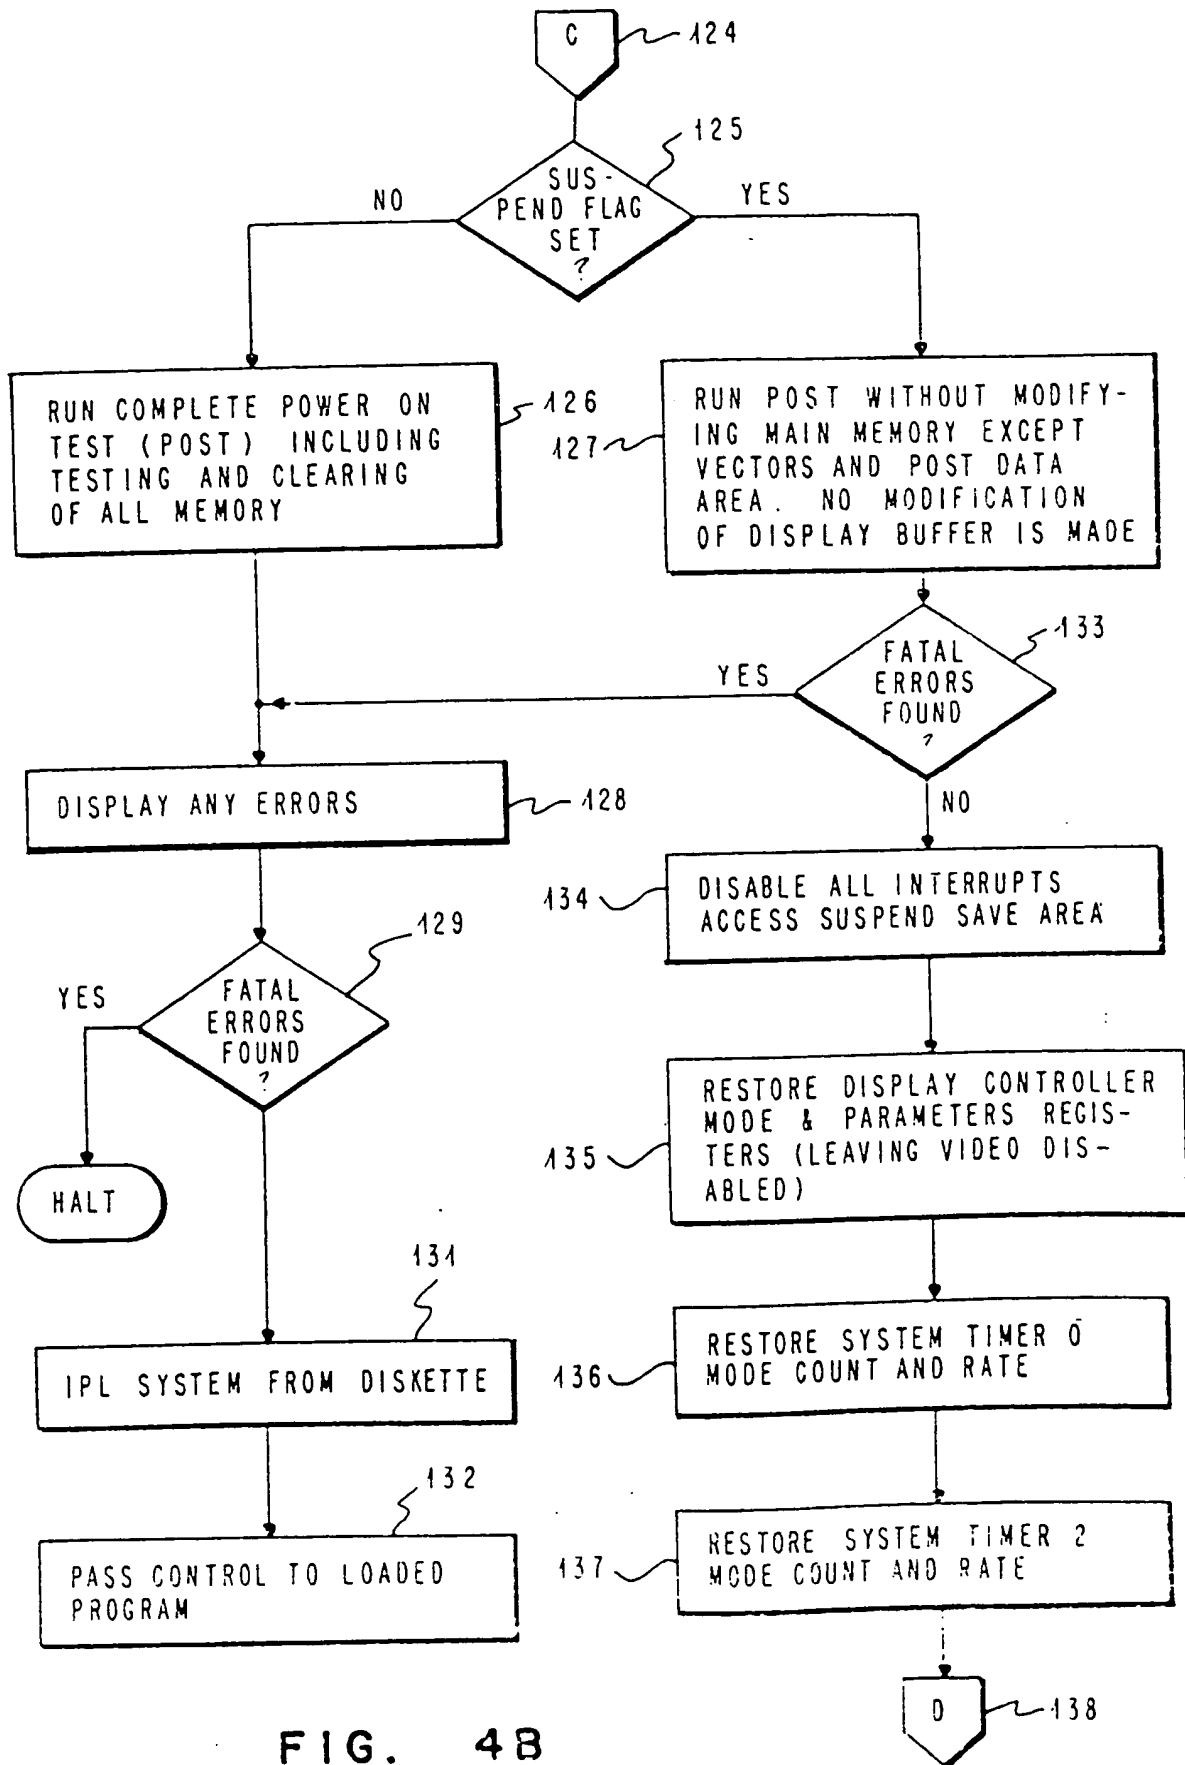 C
124
125
SUS-
PEND FLAG
SET
?
NO
YES
RUN COMPLETE POWER ON
TEST (POST) INCLUDING
TESTING AND CLEARING
OF ALL MEMORY
126
127
RUN POST WITHOUT MODIFY-
ING MAIN MEMORY EXCEPT
VECTORS AND POST DATA
AREA. NO MODIFICATION
OF DISPLAY BUFFER IS MADE
133
FATAL
ERRORS
FOUND
?
YES
NO
DISPLAY ANY ERRORS
128
134
DISABLE ALL INTERRUPTS
ACCESS SUSPEND SAVE AREA
129
FATAL
ERRORS
FOUND
?
YES
HALT
135
RESTORE DISPLAY CONTROLLER
MODE & PARAMETERS REGIS-
TERS (LEAVING VIDEO DIS-
ABLED)
131
IPL SYSTEM FROM DISKETTE
136
RESTORE SYSTEM TIMER 0
MODE COUNT AND RATE
132
PASS CONTROL TO LOADED
PROGRAM
137
RESTORE SYSTEM TIMER 2
MODE COUNT AND RATE
D
138
FIG. 4B